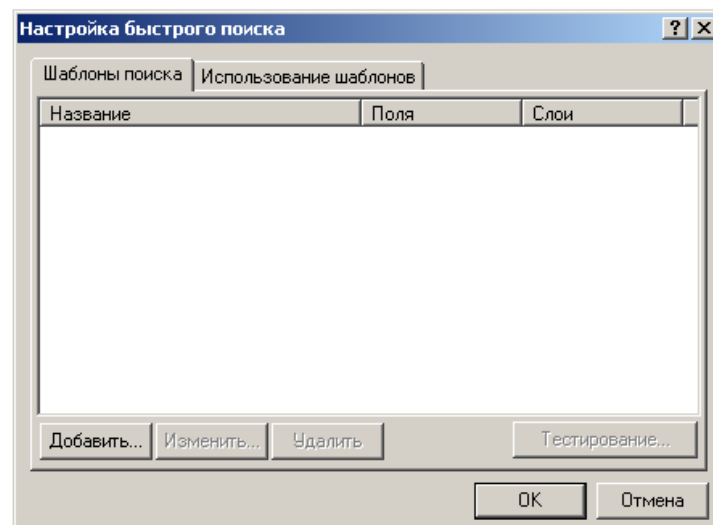 Настройка быстрого поиска
Шаблоны поиска Использование шаблонов
Название Поля Слои
Добавить... Изменить... Удалить Тестирование...
OK Отмена